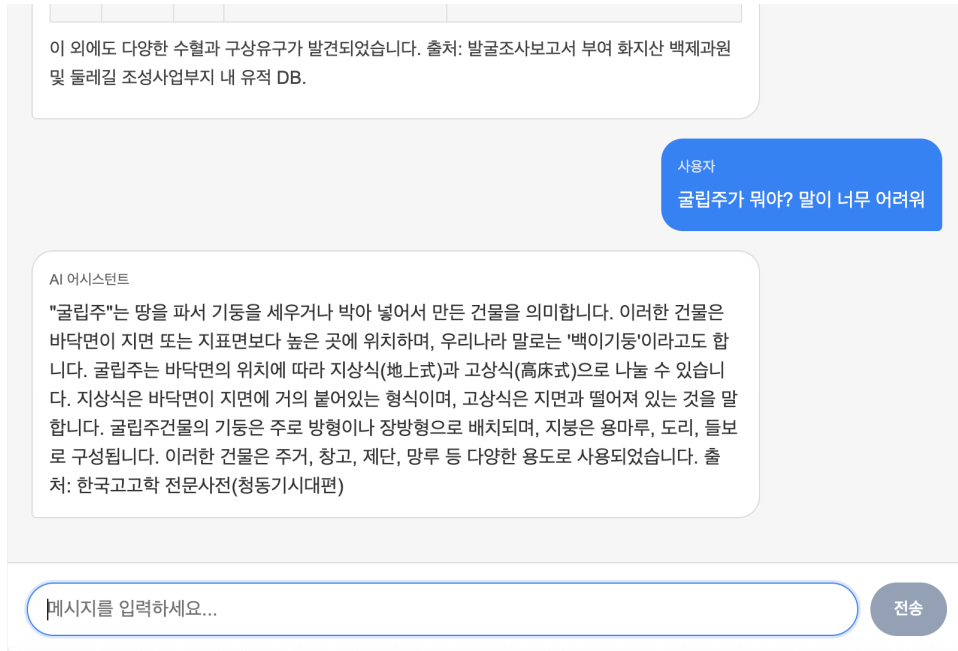 이 외에도 다양한 수혈과 구상유구가 발견되었습니다. 출처: 발굴조사보고서 부여 화지산 백제과원
및 둘레길 조성사업부지 내 유적 DB.
사용자
굴립주가 뭐야? 말이 너무 어려워
AI 어시스턴트
"굴립주"는 땅을 파서 기둥을 세우거나 박아 넣어서 만든 건물을 의미합니다. 이러한 건물은
바닥면이 지면 또는 지표면보다 높은 곳에 위치하며, 우리나라 말로는 '백이기둥'이라고도 합
니다. 굴립주는 바닥면의 위치에 따라 지상식(地上式)과 고상식(高床式)으로 나눌 수 있습니
다. 지상식은 바닥면이 지면에 거의 붙어있는 형식이며, 고상식은 지면과 떨어져 있는 것을 말
합니다. 굴립주건물의 기둥은 주로 방형이나 장방형으로 배치되며, 지붕은 용마루, 도리, 들보
로 구성됩니다. 이러한 건물은 주거, 창고, 제단, 망루 등 다양한 용도로 사용되었습니다. 출
처: 한국고고학 전문사전(청동기시대편)
메시지를 입력하세요...
전송